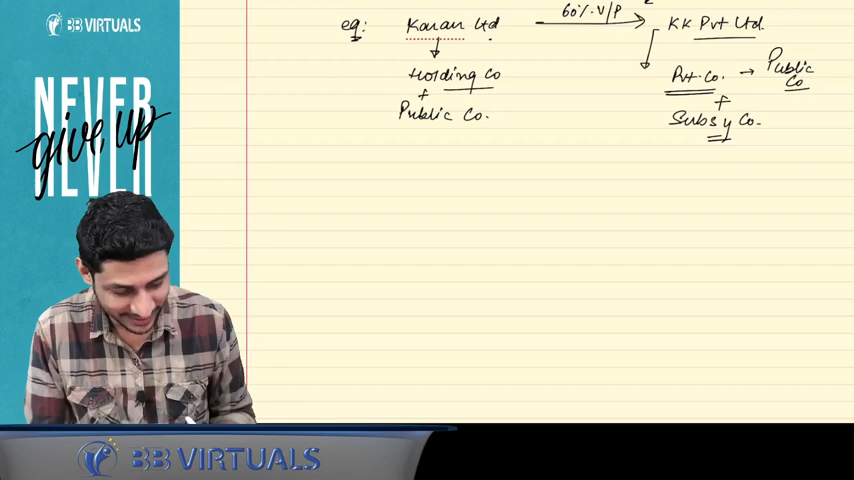 BB VIRTUALS
NEVER
give up
NEVER
eg: Karan Ltd 60% V/P KK Pvt Ltd.
Holding Co
+
Public Co.
Pvt. Co. → Public Co
+
Subsy Co.
BB VIRTUALS